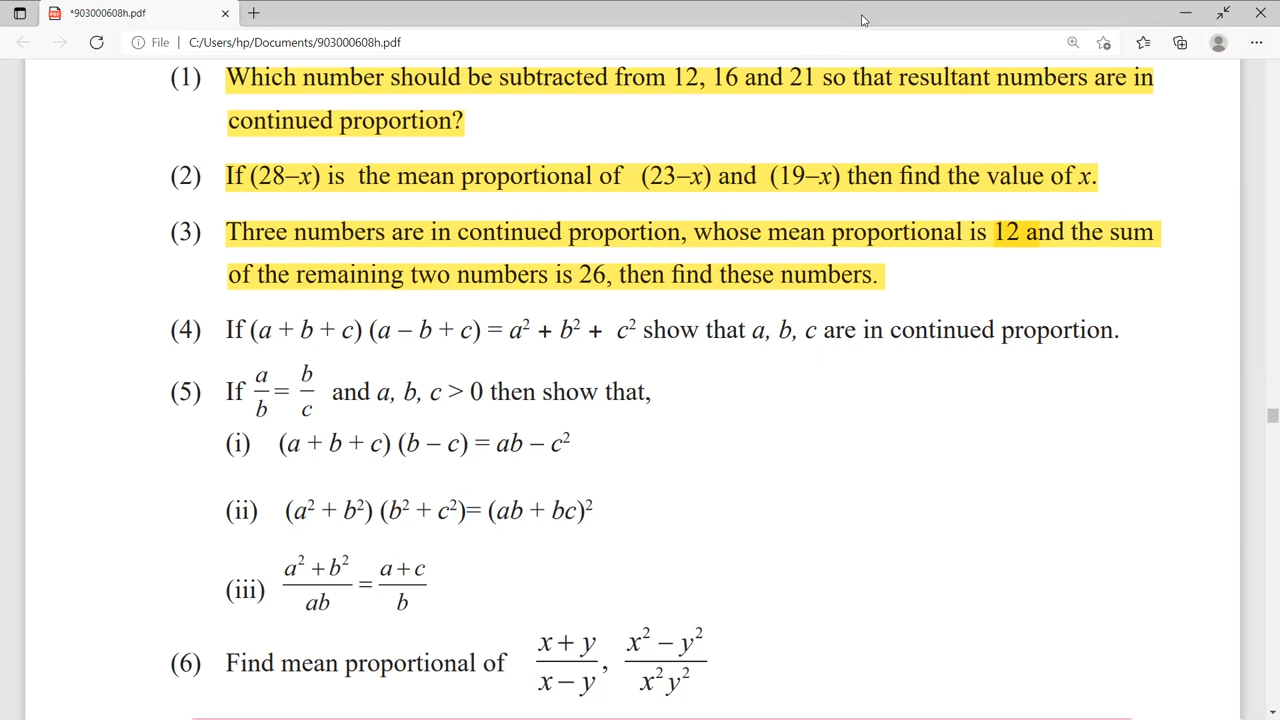 *903000608h.pdf
File C:/Users/hp/Documents/903000608h.pdf
(1) Which number should be subtracted from 12, 16 and 21 so that resultant numbers are in
continued proportion?
(2) If (28–x) is the mean proportional of (23–x) and (19–x) then find the value of x.
(3) Three numbers are in continued proportion, whose mean proportional is 12 and the sum
of the remaining two numbers is 26, then find these numbers.
(4) If (a + b + c) (a – b + c) = a² + b² + c² show that a, b, c are in continued proportion.
(5) If a/b = b/c and a, b, c > 0 then show that,
(i) (a + b + c) (b – c) = ab – c²
(ii) (a² + b²) (b² + c²)= (ab + bc)²
(iii) (a² + b²)/ab = (a + c)/b
(6) Find mean proportional of (x + y)/(x – y), (x² – y²)/(x²y²)